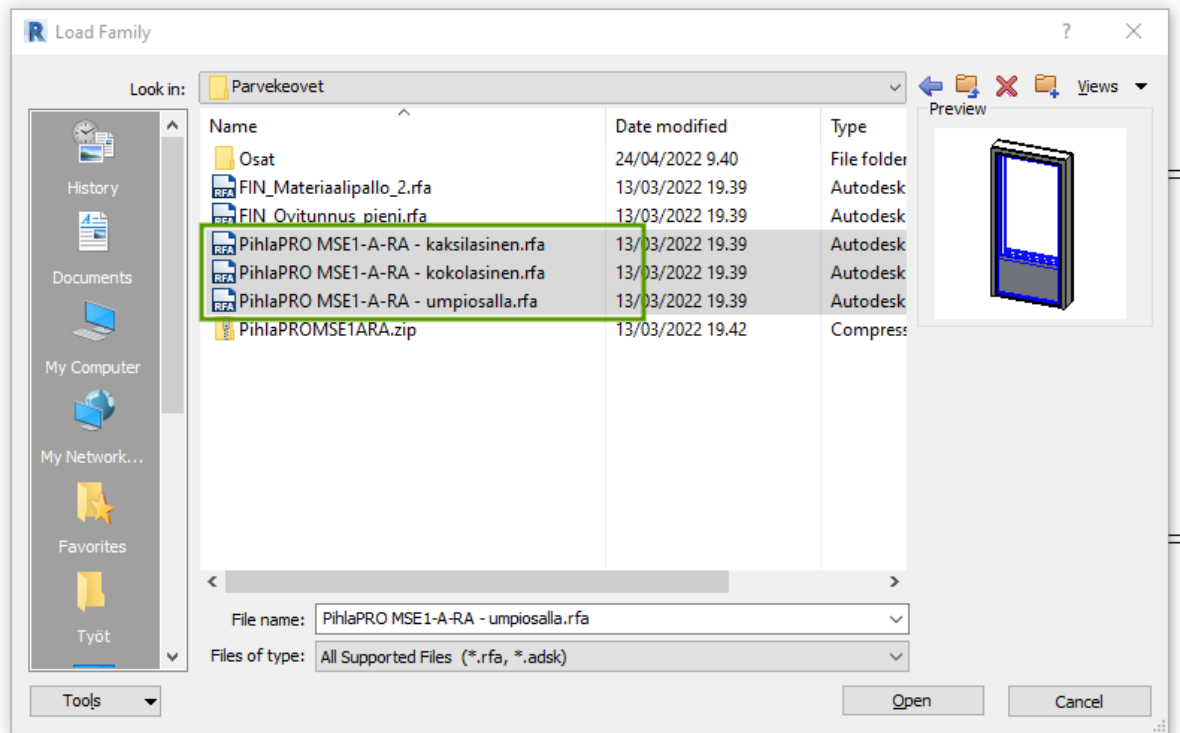 Load Family
Look in: Parvekeovet Views
Preview
Name Date modified Type
Osat 24/04/2022 9.40 File folder
FIN_Materiaalipallo_2.rfa 13/03/2022 19.39 Autodesk
FIN_Ovitunnus_pieni.rfa 13/03/2022 19.39 Autodesk
PihlaPRO MSE1-A-RA - kaksilasinen.rfa 13/03/2022 19.39 Autodesk
PihlaPRO MSE1-A-RA - kokolasinen.rfa 13/03/2022 19.39 Autodesk
PihlaPRO MSE1-A-RA - umpiosalla.rfa 13/03/2022 19.39 Autodesk
PihlaPROMSE1ARA.zip 13/03/2022 19.42 Compress
History
Documents
My Computer
My Network...
Favorites
Työt
File name: PihlaPRO MSE1-A-RA - umpiosalla.rfa
Files of type: All Supported Files (*.rfa, *.adsk)
Tools Open Cancel